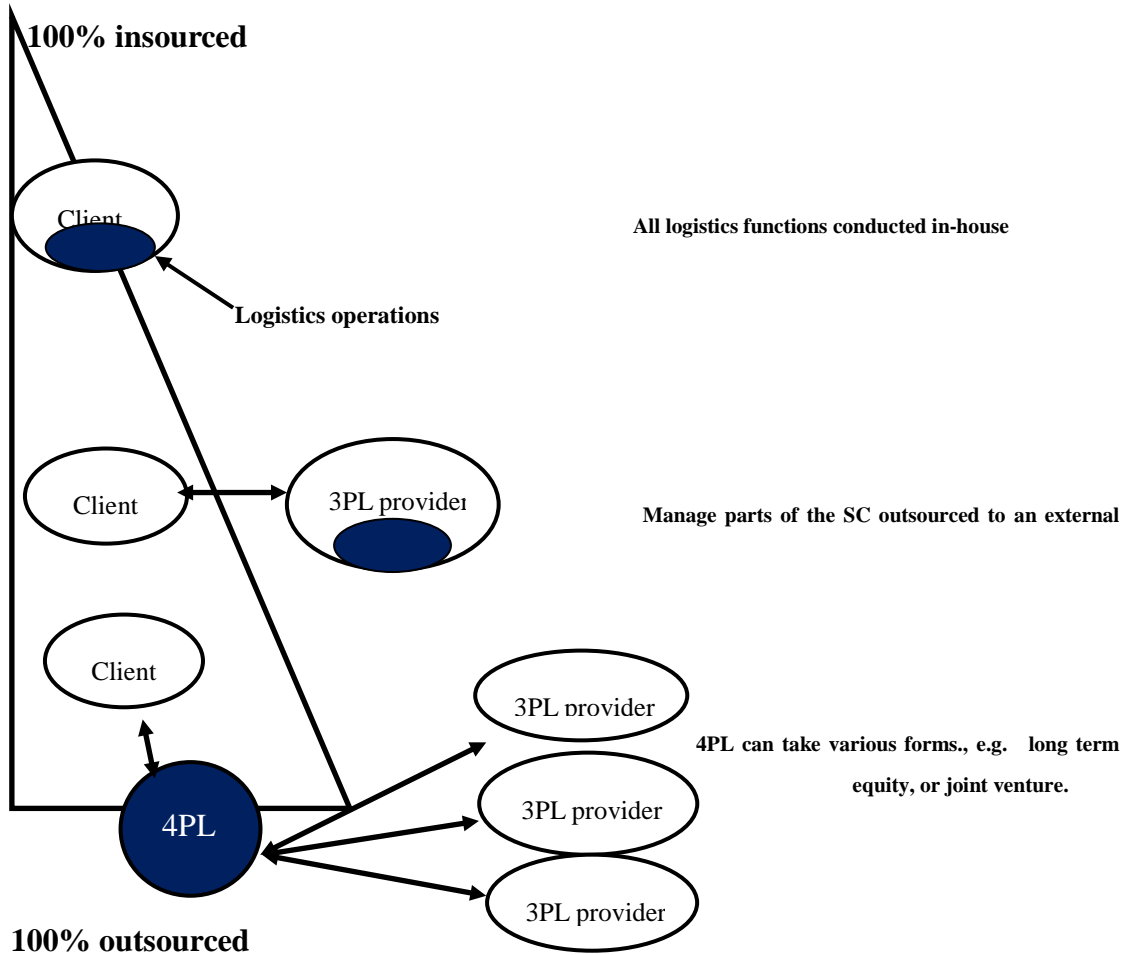 100% insourced
Client
All logistics functions conducted in-house
Logistics operations
Client
3PL provider
Manage parts of the SC outsourced to an external
Client
3PL provider
4PL can take various forms., e.g. long term
equity, or joint venture.
3PL provider
4PL
3PL provider
100% outsourced